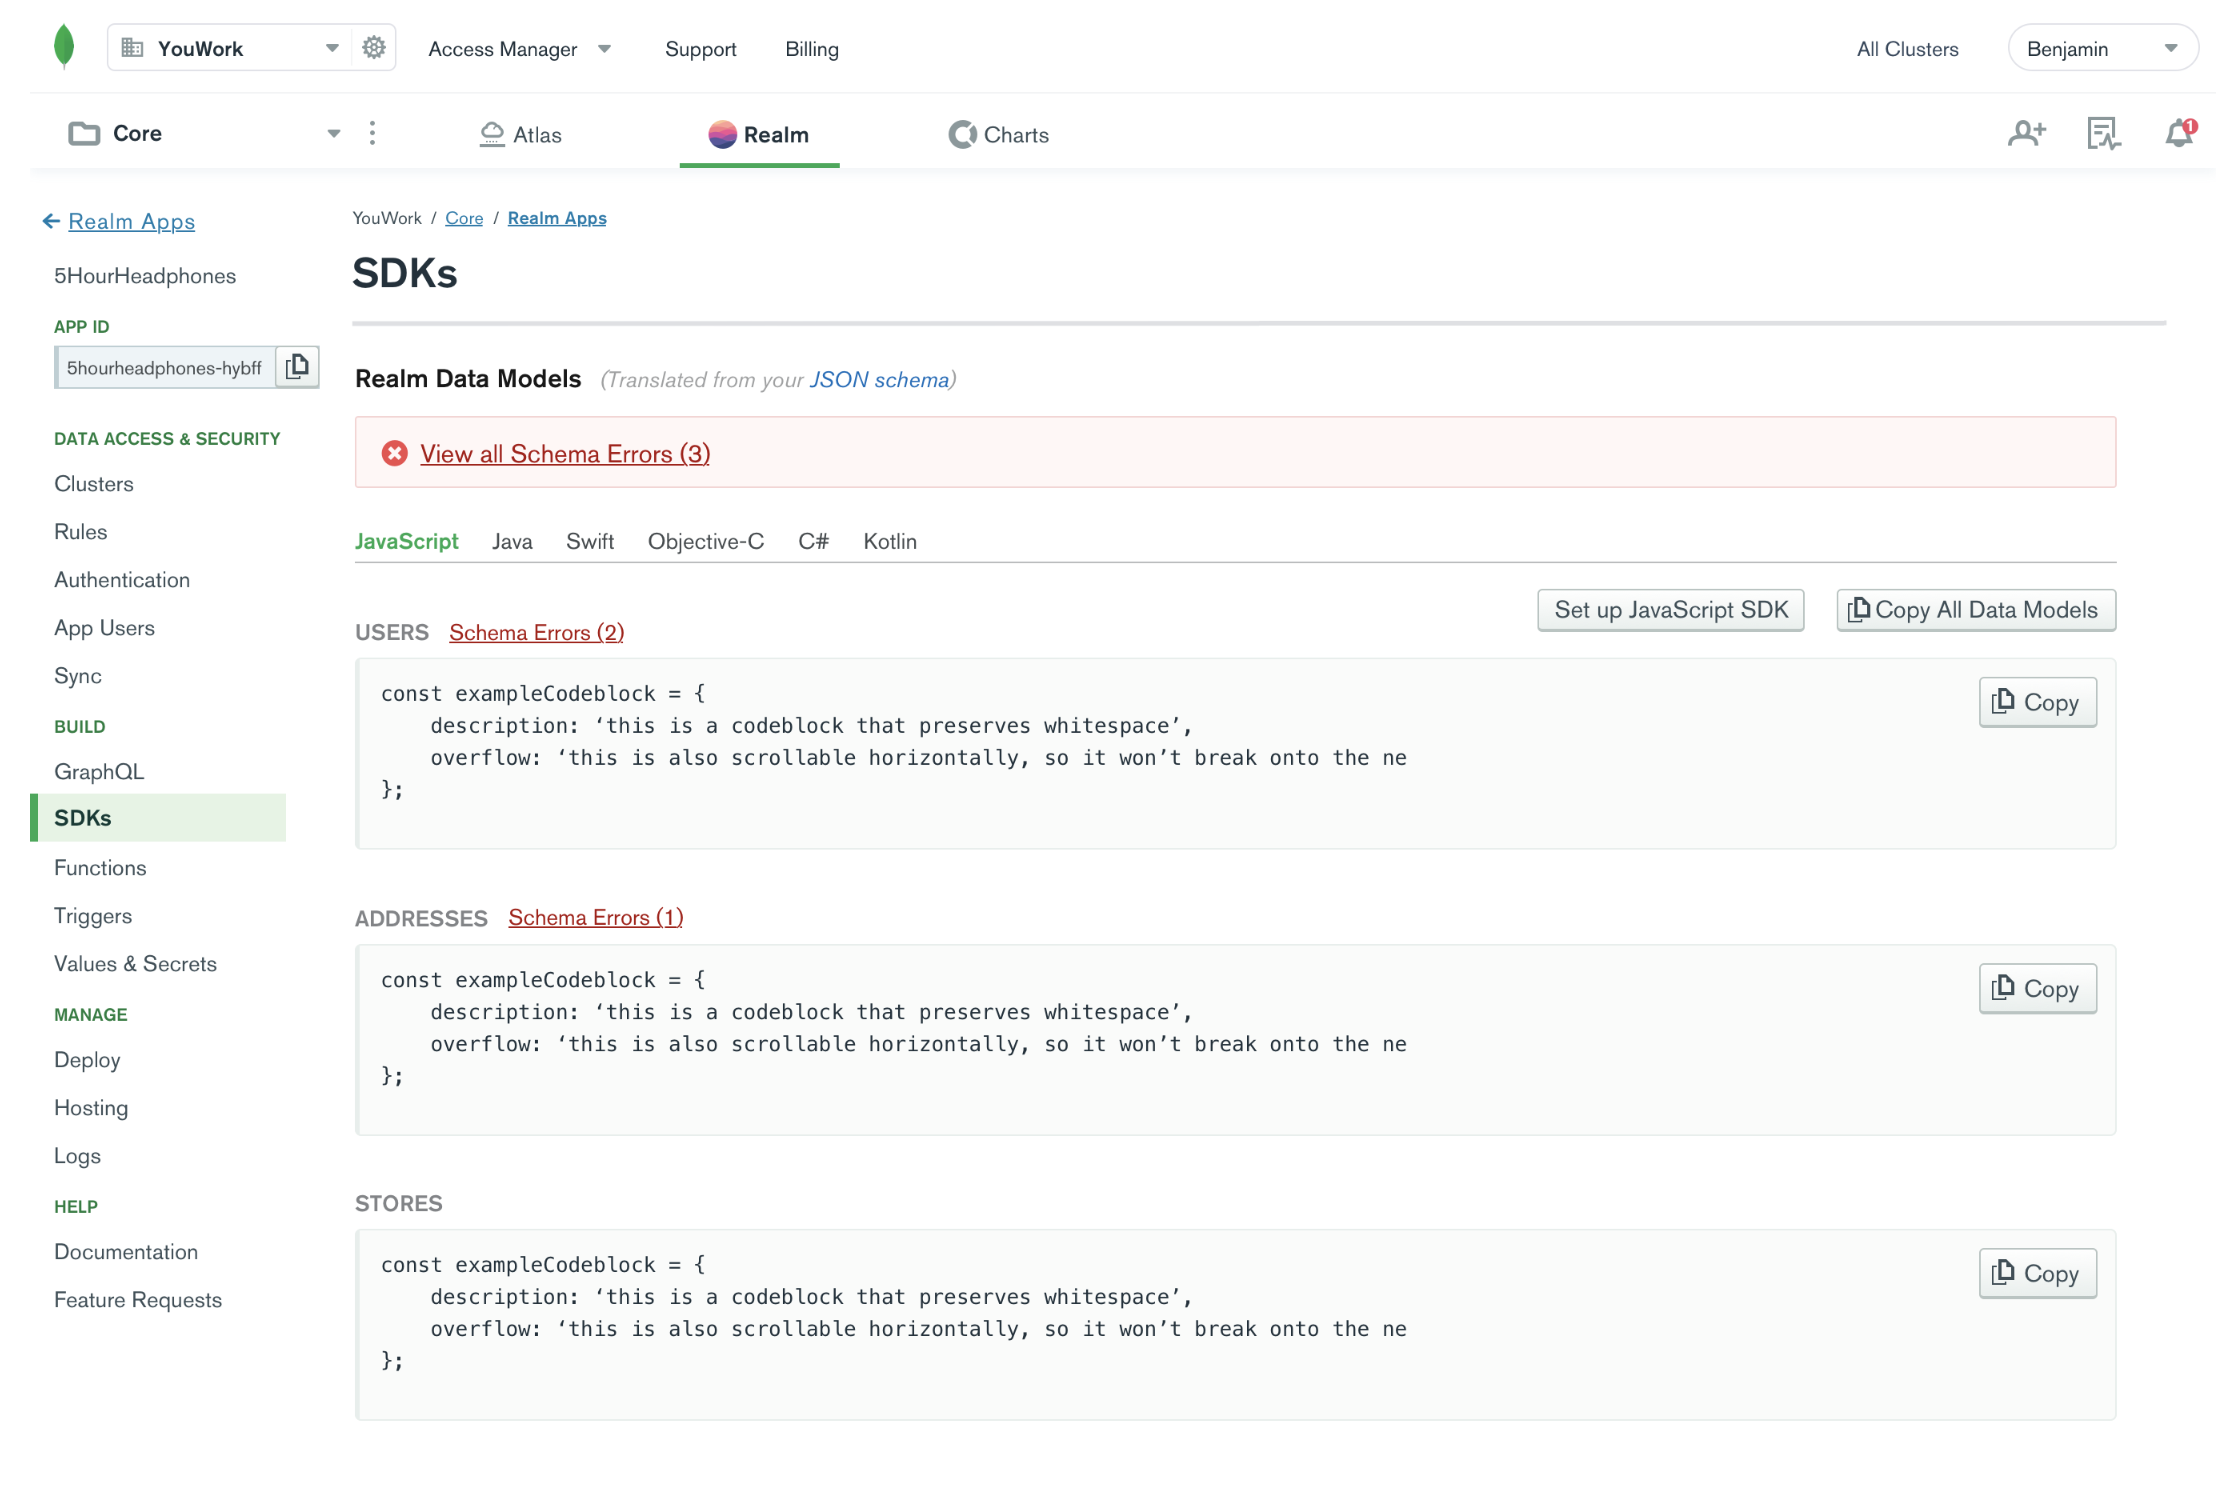 YouWork
Access Manager
Support
Billing
All Clusters
Benjamin
Core
Atlas
Realm
Charts
1
Realm Apps
5HourHeadphones
APP ID
5hourheadphones-hybff
DATA ACCESS & SECURITY
Clusters
Rules
Authentication
App Users
Sync
BUILD
GraphQL
SDKs
Functions
Triggers
Values & Secrets
MANAGE
Deploy
Hosting
Logs
HELP
Documentation
Feature Requests
YouWork / Core / Realm Apps
SDKs
Realm Data Models (Translated from your JSON schema)
View all Schema Errors (3)
JavaScript Java Swift Objective-C C# Kotlin
Set up JavaScript SDK
Copy All Data Models
USERS Schema Errors (2)
const exampleCodeblock = {
    description: ‘this is a codeblock that preserves whitespace’,
    overflow: ‘this is also scrollable horizontally, so it won’t break onto the ne
};
Copy
ADDRESSES Schema Errors (1)
const exampleCodeblock = {
    description: ‘this is a codeblock that preserves whitespace’,
    overflow: ‘this is also scrollable horizontally, so it won’t break onto the ne
};
Copy
STORES
const exampleCodeblock = {
    description: ‘this is a codeblock that preserves whitespace’,
    overflow: ‘this is also scrollable horizontally, so it won’t break onto the ne
};
Copy